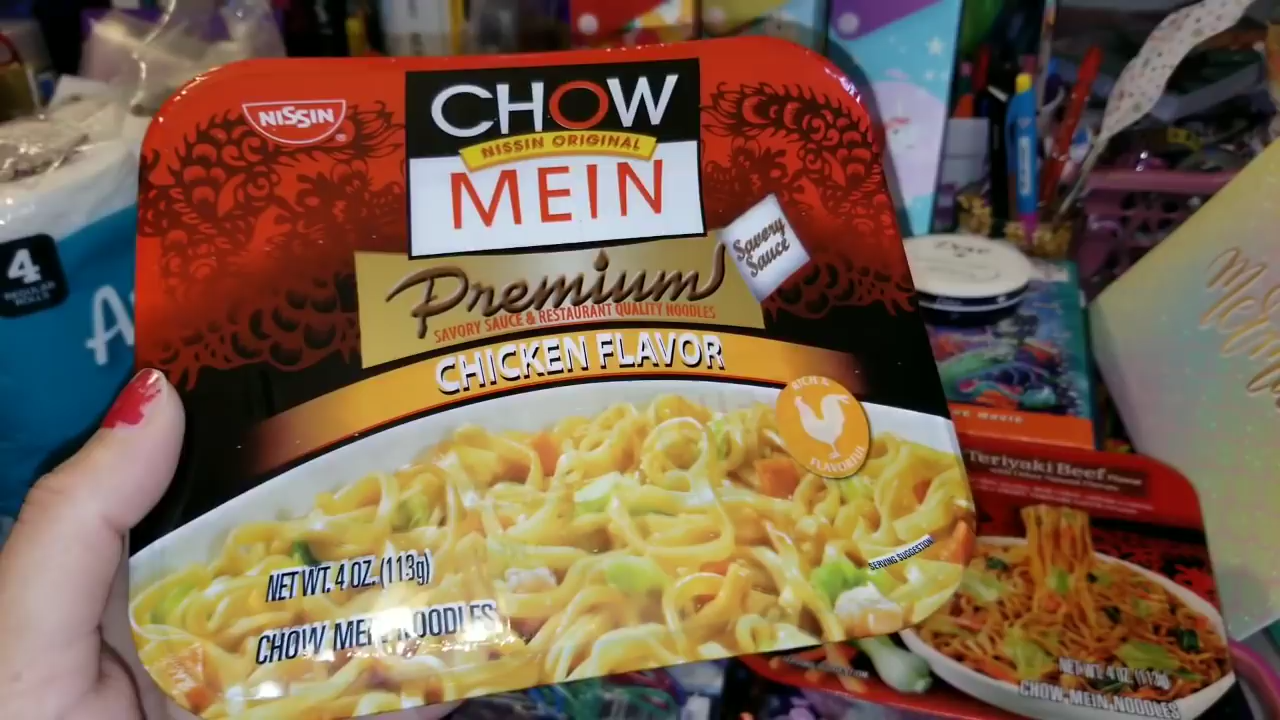 NISSIN
CHOW
NISSIN ORIGINAL
MEIN
Savory
Sauce
Premium
SAVORY SAUCE & RESTAURANT QUALITY NOODLES
CHICKEN FLAVOR
RICH &
FLAVORFUL
SERVING SUGGESTION
NET WT. 4 OZ. (113g)
CHOW MEIN NOODLES
4
REGULAR
ROLLS
Teriyaki Beef
NET WT. 4 OZ. (113g)
CHOW MEIN NOODLES